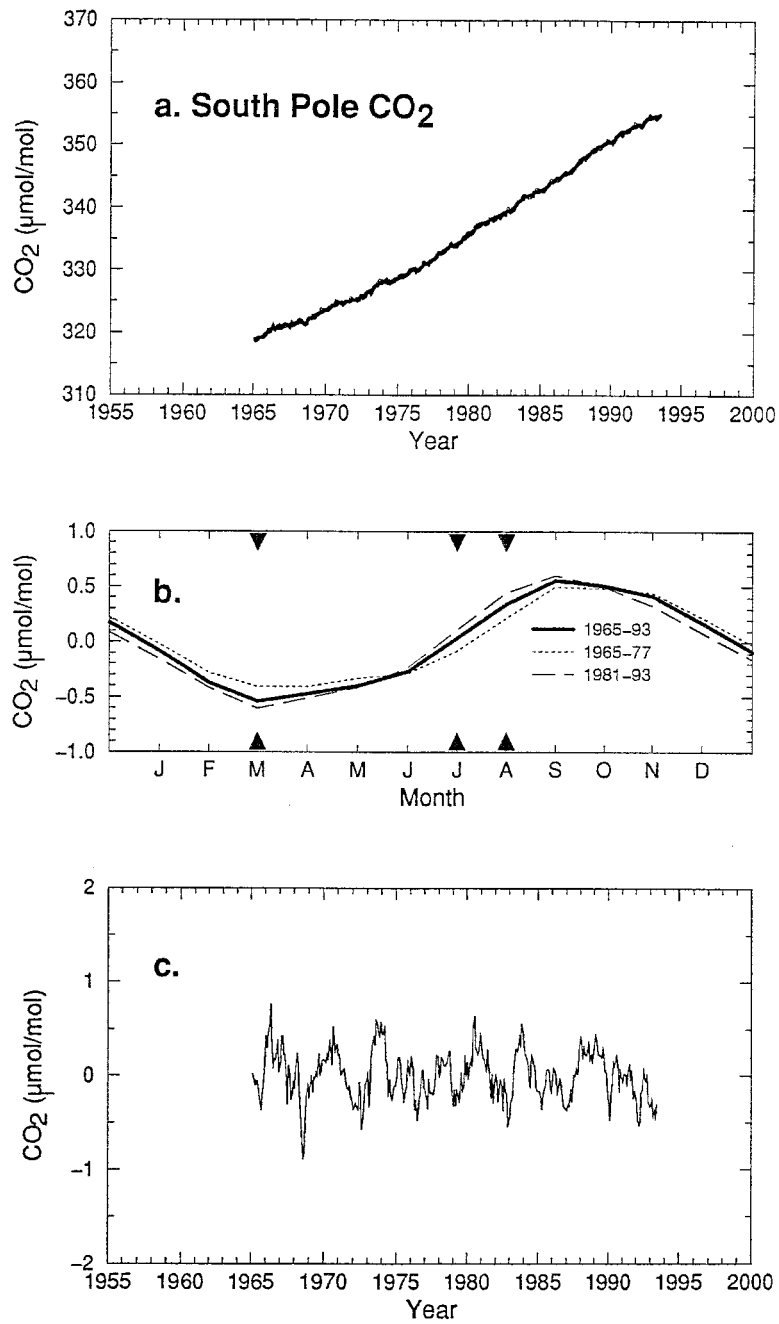 370
360
350
340
330
320
310
CO2 (μmol/mol)
a. South Pole CO2
1955 1960 1965 1970 1975 1980 1985 1990 1995 2000
Year
1.0
0.5
0.0
−0.5
−1.0
CO2 (μmol/mol)
b.
1965−93
1965−77
1981−93
J F M A M J J A S O N D
Month
2
1
0
−1
−2
CO2 (μmol/mol)
c.
1955 1960 1965 1970 1975 1980 1985 1990 1995 2000
Year